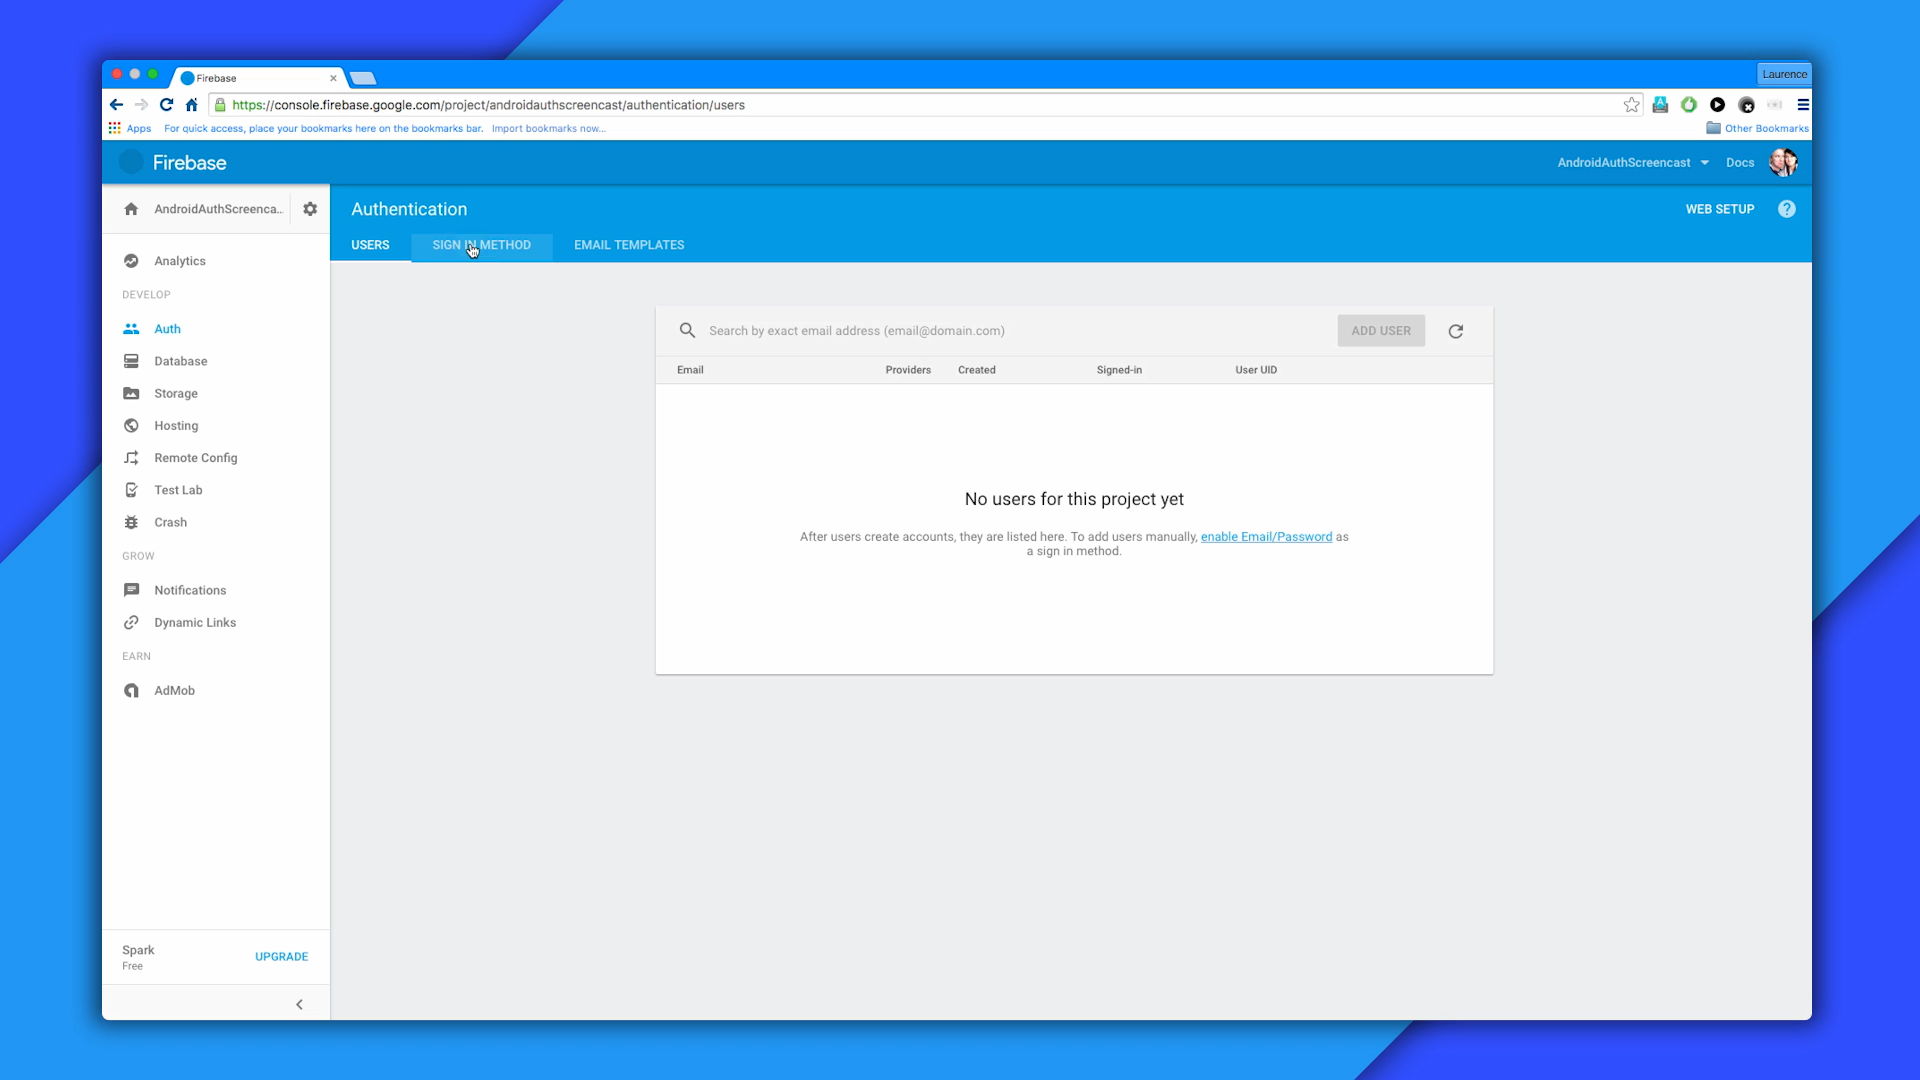 Firebase
Laurence
https://console.firebase.google.com/project/androidauthscreencast/authentication/users
Apps For quick access, place your bookmarks here on the bookmarks bar. Import bookmarks now... Other Bookmarks
Firebase
AndroidAuthScreencast Docs
AndroidAuthScreenca...
Authentication
WEB SETUP ?
USERS SIGN IN METHOD EMAIL TEMPLATES
Analytics
DEVELOP
Auth
Database
Storage
Hosting
Remote Config
Test Lab
Crash
GROW
Notifications
Dynamic Links
EARN
AdMob
Spark
Free
UPGRADE
Search by exact email address (email@domain.com) ADD USER
Email Providers Created Signed-in User UID
No users for this project yet
After users create accounts, they are listed here. To add users manually, enable Email/Password as
a sign in method.